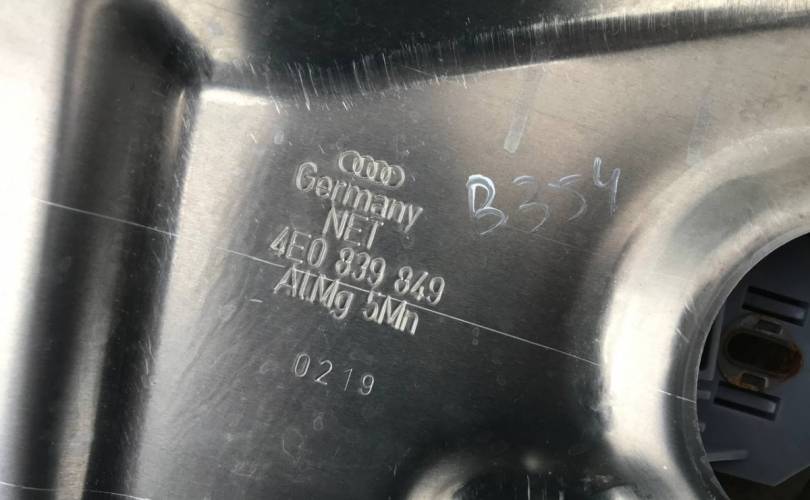 Germany
NET
4E0 839 849
AlMg 5Mn
0219
B354